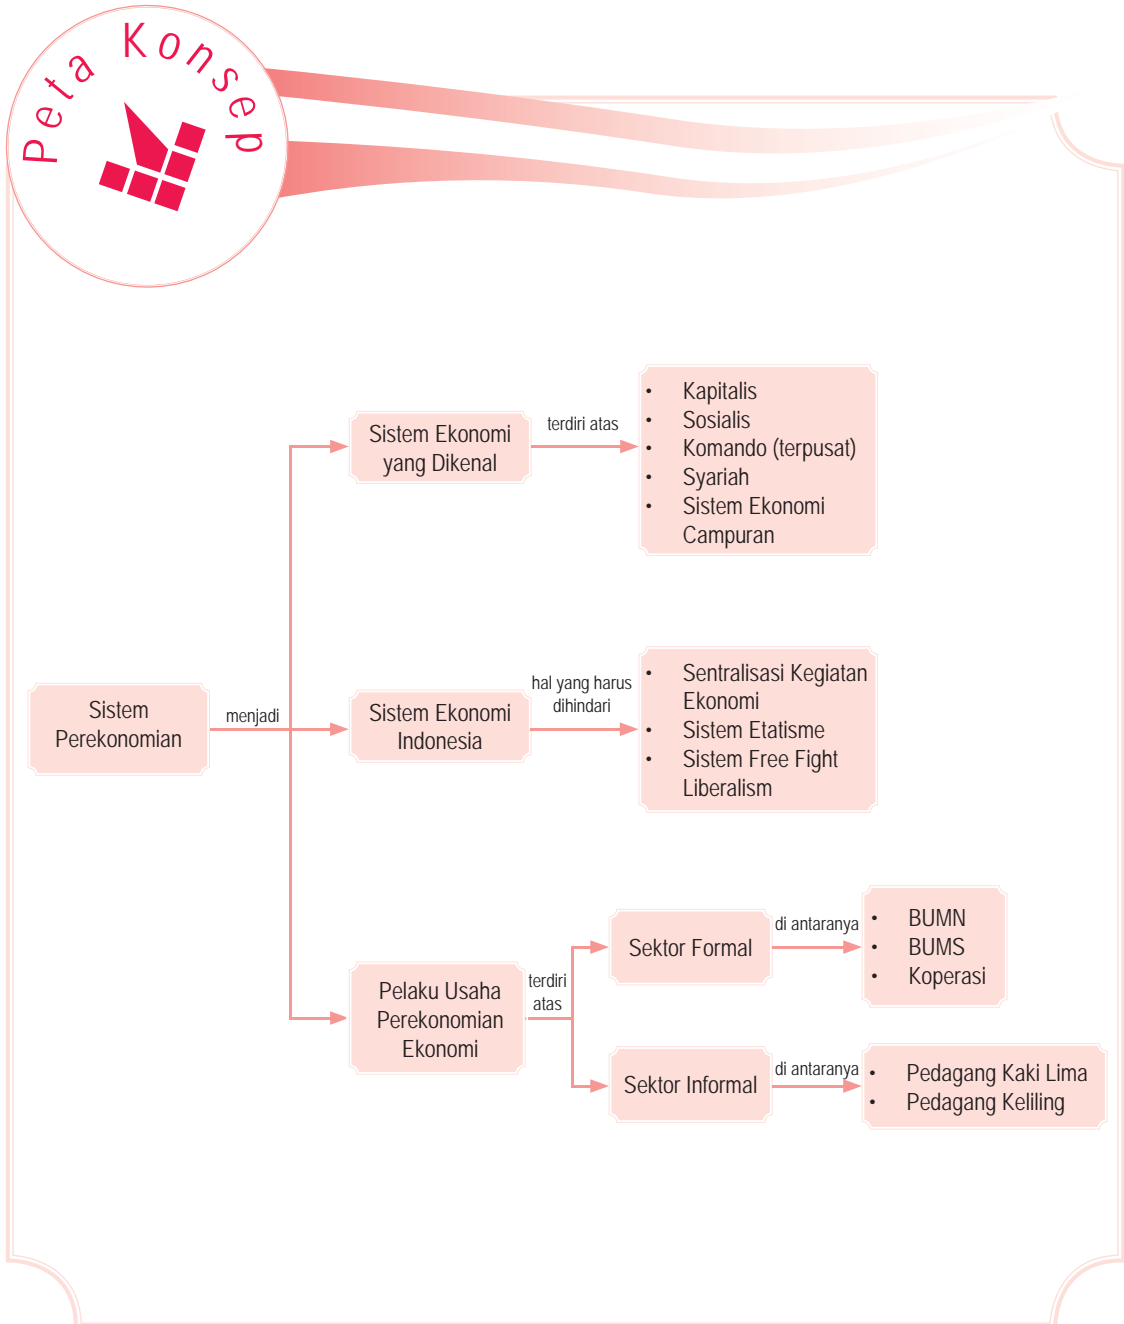 Peta Konsep
Sistem
Perekonomian
menjadi
Sistem Ekonomi
yang Dikenal
terdiri atas
• Kapitalis
• Sosialis
• Komando (terpusat)
• Syariah
• Sistem Ekonomi
Campuran
Sistem Ekonomi
Indonesia
hal yang harus
dihindari
• Sentralisasi Kegiatan
Ekonomi
• Sistem Etatisme
• Sistem Free Fight
Liberalism
Pelaku Usaha
Perekonomian
Ekonomi
terdiri
atas
Sektor Formal
di antaranya
• BUMN
• BUMS
• Koperasi
Sektor Informal
di antaranya
• Pedagang Kaki Lima
• Pedagang Keliling